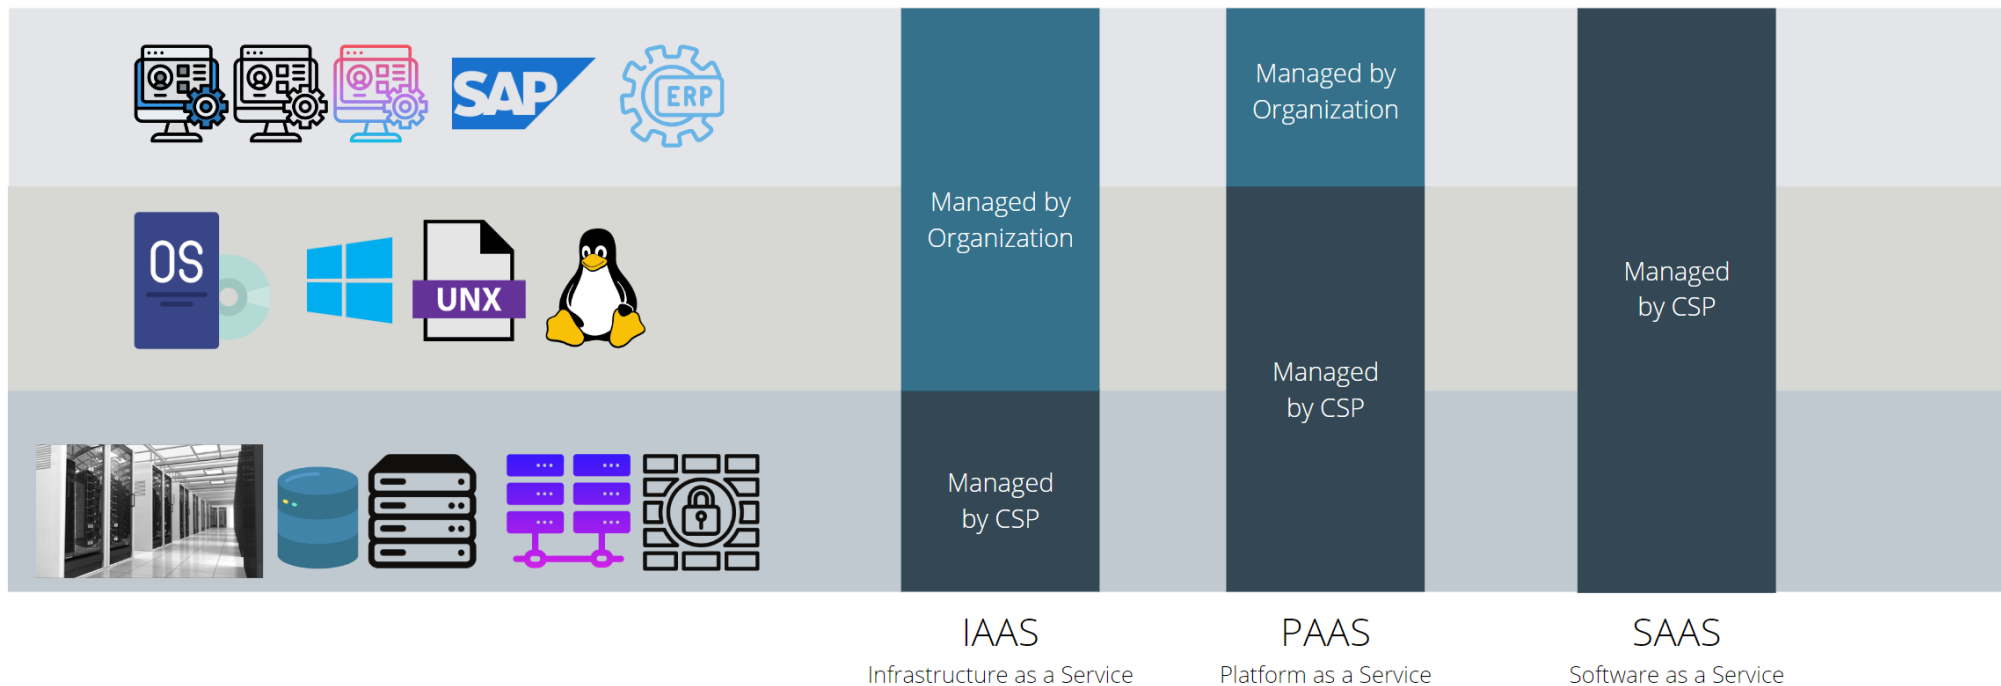 SAP
ERP
Managed by
Organization
Managed by
Organization
OS
UNX
Managed
by CSP
Managed
by CSP
Managed
by CSP
IAAS
PAAS
SAAS
Infrastructure as a Service
Platform as a Service
Software as a Service